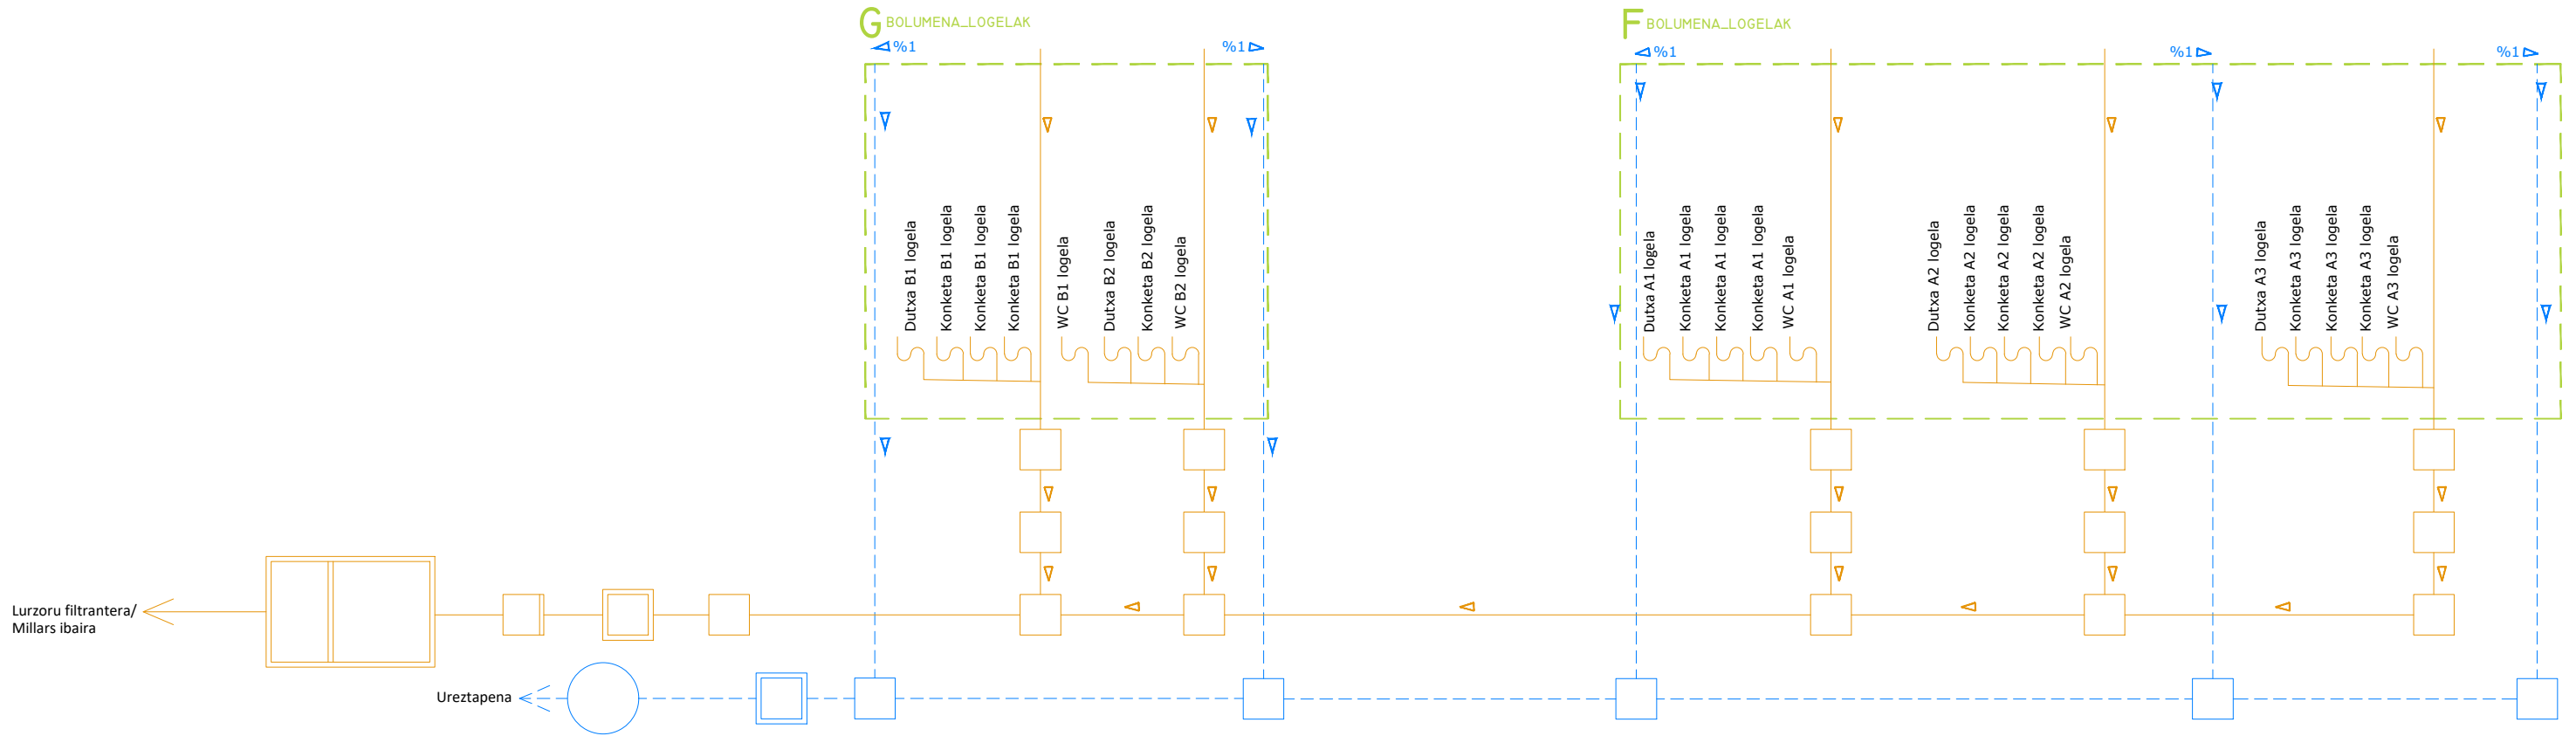 G BOLUMENA_LOGELAK
F BOLUMENA_LOGELAK
%1
%1
%1
%1
%1
Dutxa B1 logela
Konketa B1 logela
Konketa B1 logela
Konketa B1 logela
WC B1 logela
Dutxa B2 logela
Konketa B2 logela
WC B2 logela
Dutxa A1 logela
Konketa A1 logela
Konketa A1 logela
Konketa A1 logela
WC A1 logela
Dutxa A2 logela
Konketa A2 logela
Konketa A2 logela
Konketa A2 logela
WC A2 logela
Dutxa A3 logela
Konketa A3 logela
Konketa A3 logela
Konketa A3 logela
WC A3 logela
Lurzoru filtrantera/
Millars ibaira
Ureztapena